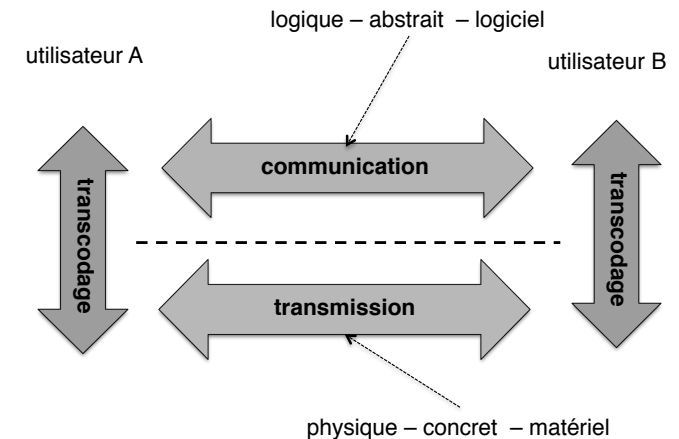 logique – abstrait – logiciel
utilisateur A
utilisateur B
communication
transcodage
transcodage
transmission
physique – concret – matériel